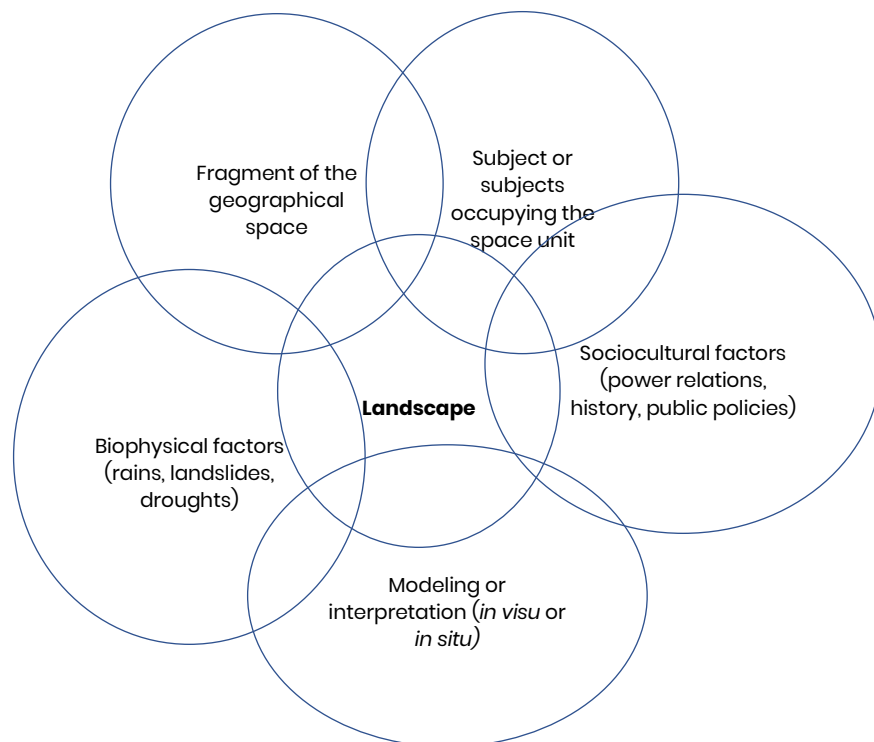 Fragment of the
geographical
space
Subject or
subjects
occupying the
space unit
Sociocultural factors
(power relations,
history, public policies)
Landscape
Biophysical factors
(rains, landslides,
droughts)
Modeling or
interpretation (in visu or
in situ)